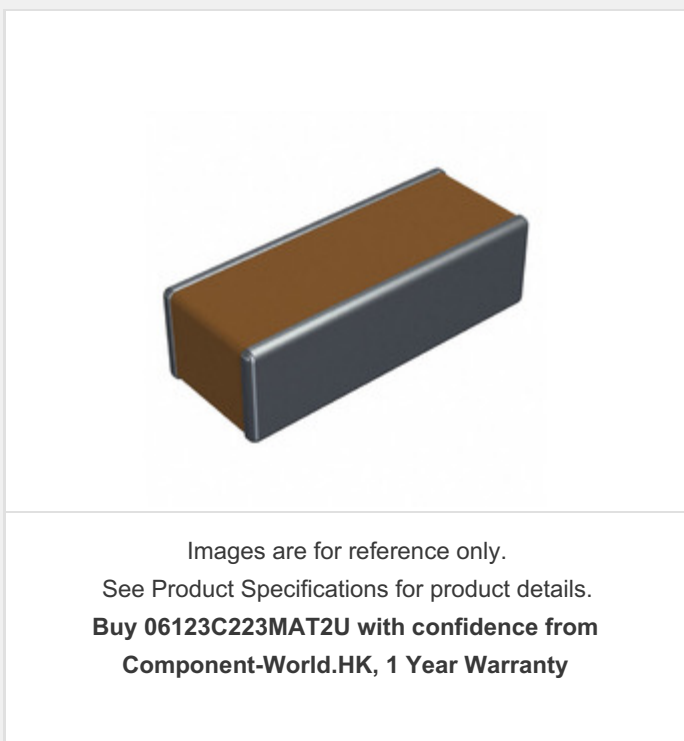 Images are for reference only.
See Product Specifications for product details.
Buy 06123C223MAT2U with confidence from
Component-World.HK, 1 Year Warranty